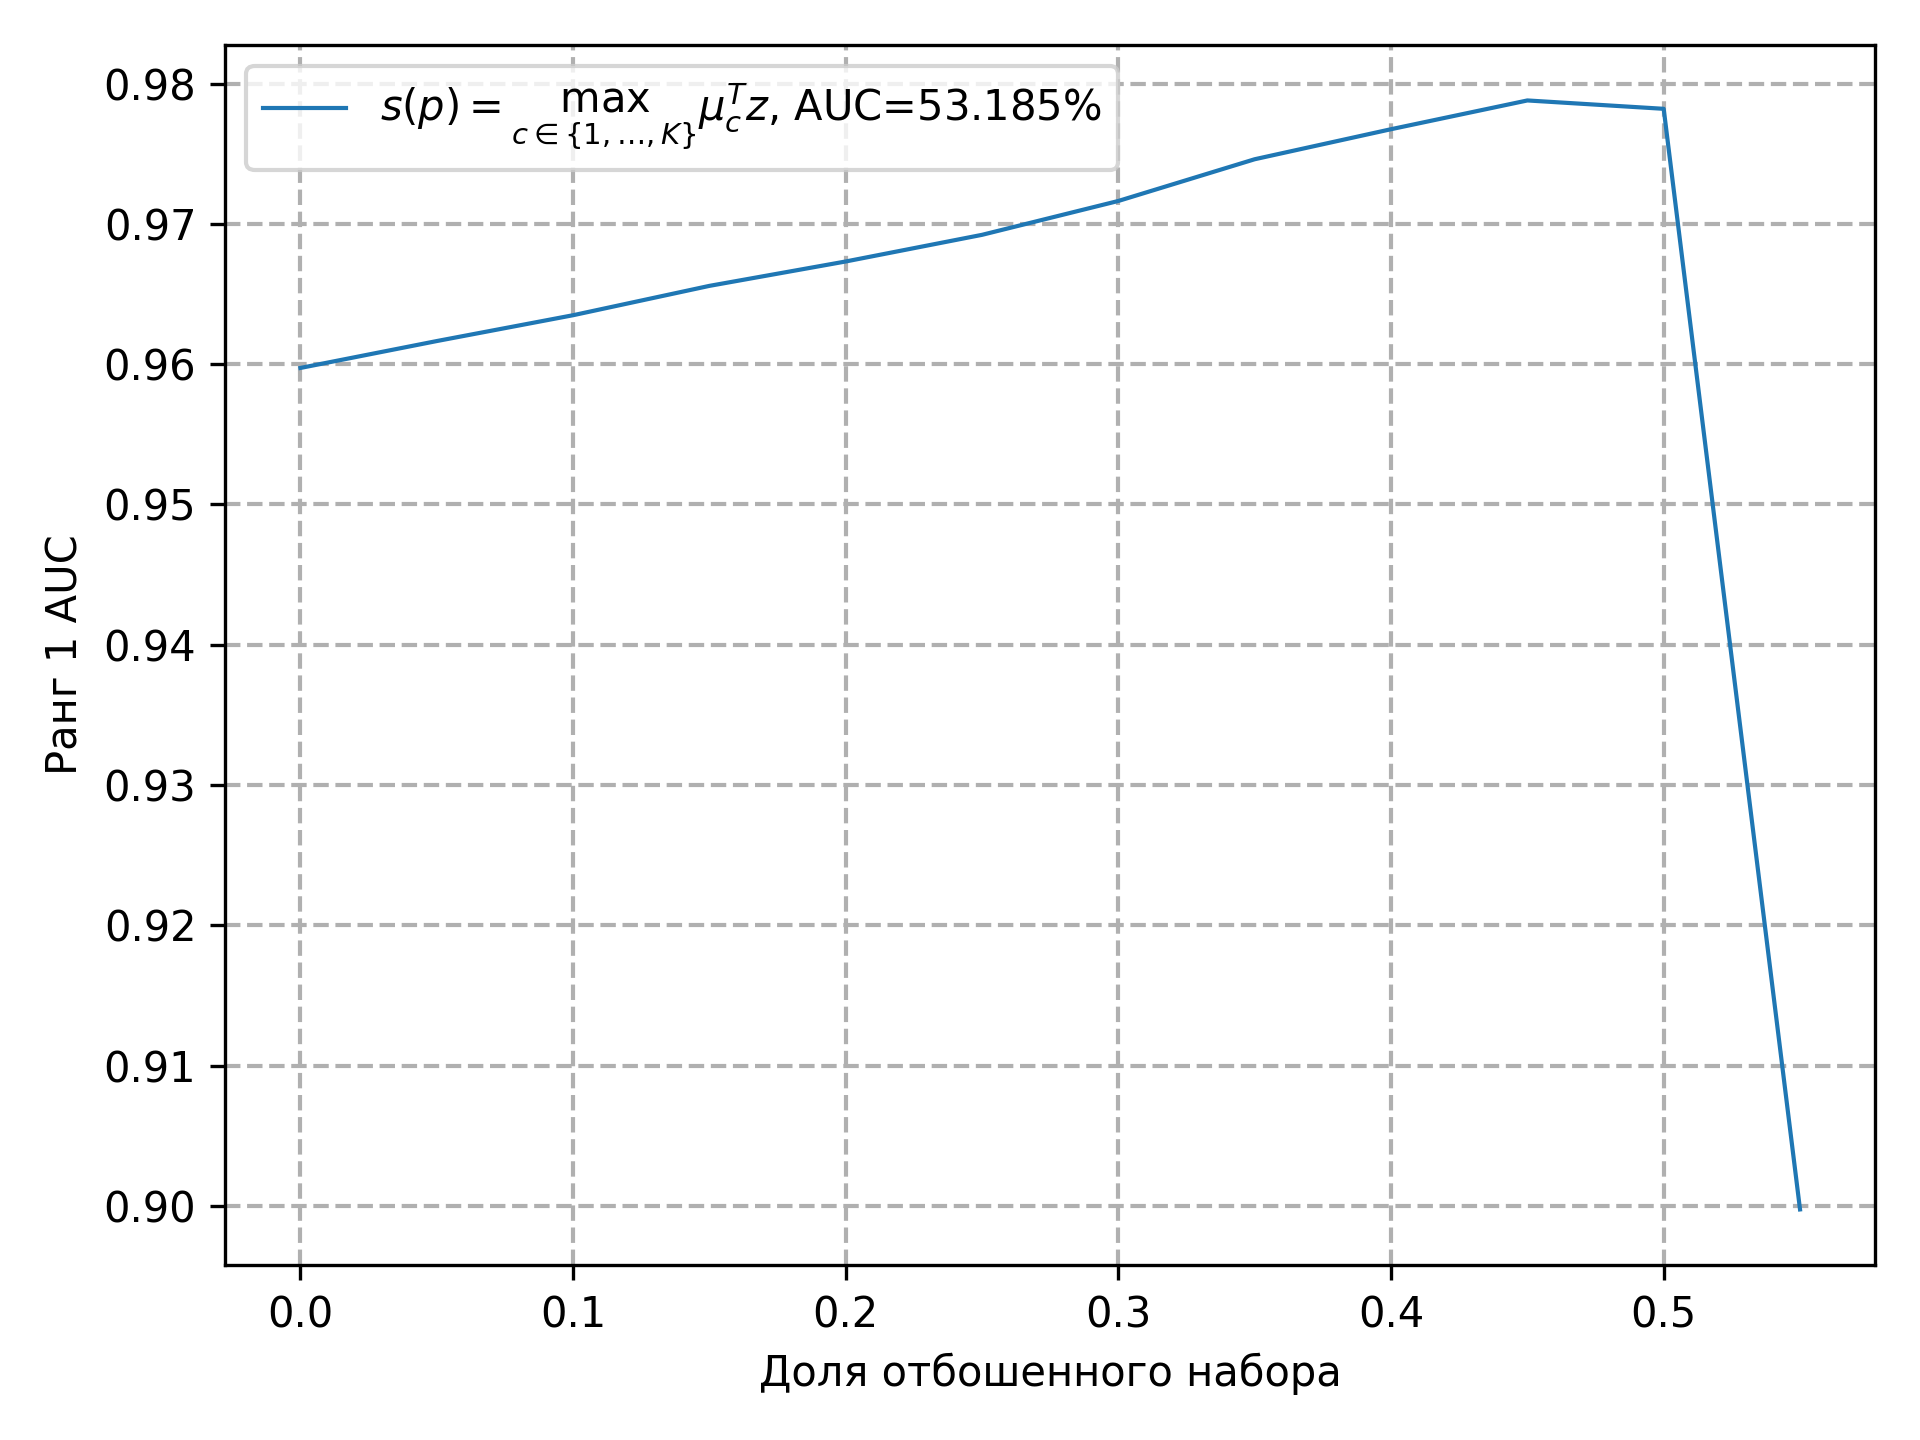 s(p) = max μ_c^T z, AUC=53.185%
c ∈ {1, ..., K}
0.98
0.97
0.96
0.95
0.94
0.93
0.92
0.91
0.90
Ранг 1 AUC
0.0 0.1 0.2 0.3 0.4 0.5
Доля отбошенного набора